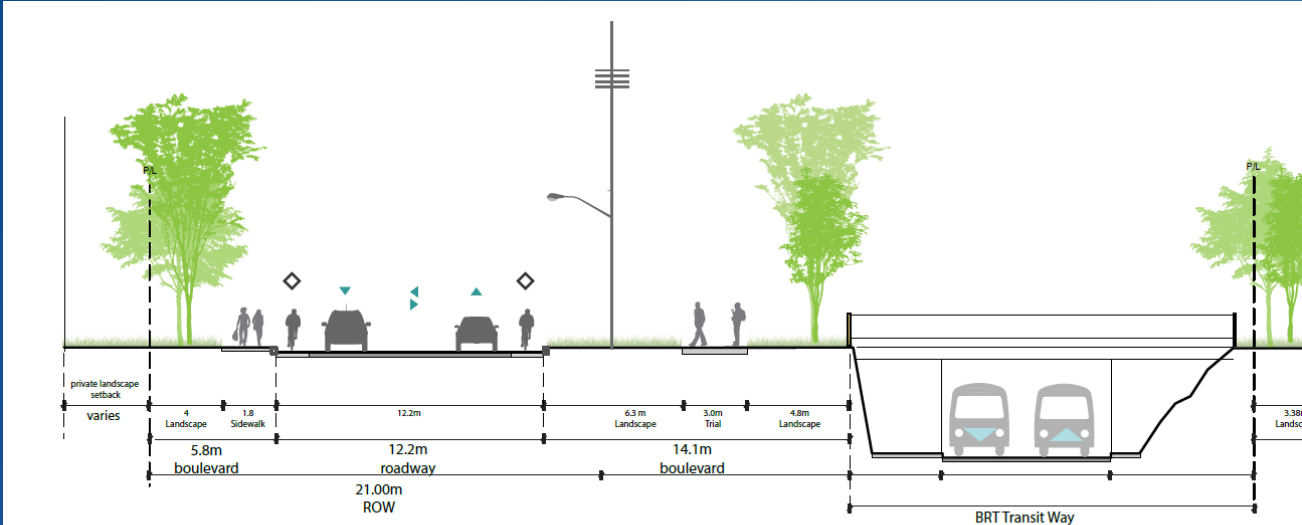 P/L
P/L
private landscape
setback
varies
4
Landscape
1.8
Sidewalk
12.2m
6.3 m
Landscape
3.0m
Trial
4.8m
Landscape
3.38m
5.8m
boulevard
12.2m
roadway
14.1m
boulevard
21.00m
ROW
BRT Transit Way